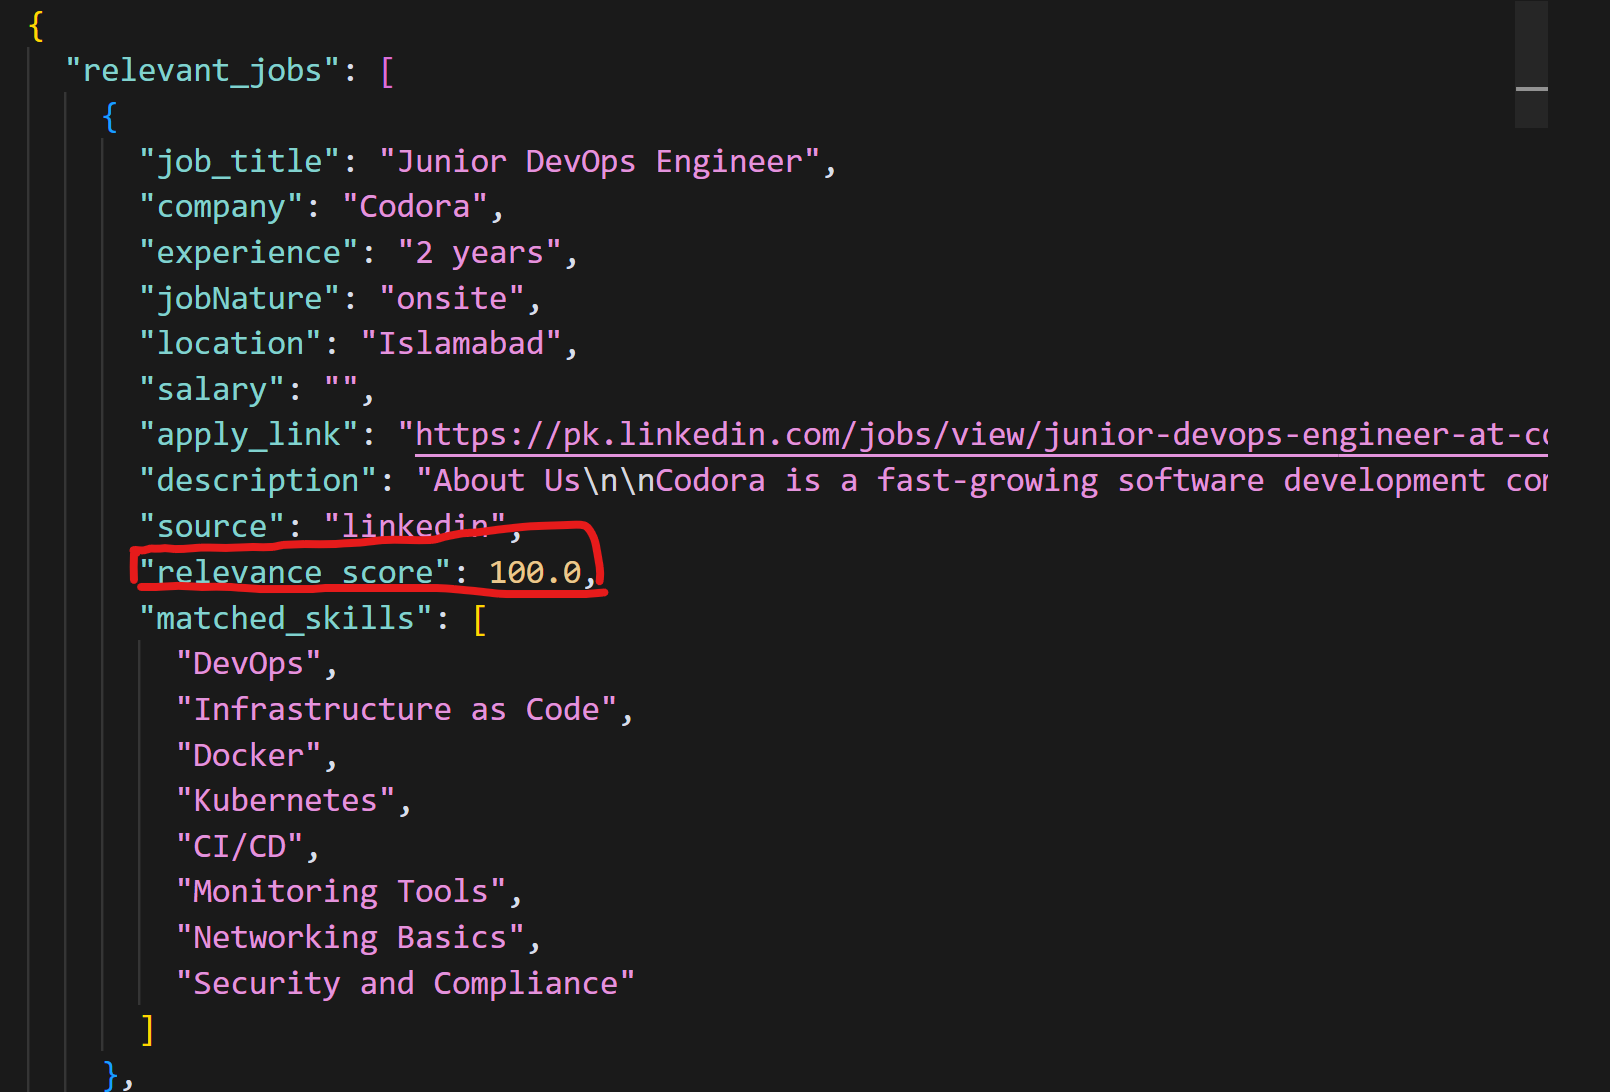 {
"relevant_jobs": [
{
"job_title": "Junior DevOps Engineer",
"company": "Codora",
"experience": "2 years",
"jobNature": "onsite",
"location": "Islamabad",
"salary": "",
"apply_link": "https://pk.linkedin.com/jobs/view/junior-devops-engineer-at-co
"description": "About Us\n\nCodora is a fast-growing software development com
"source": "linkedin",
"relevance_score": 100.0,
"matched_skills": [
"DevOps",
"Infrastructure as Code",
"Docker",
"Kubernetes",
"CI/CD",
"Monitoring Tools",
"Networking Basics",
"Security and Compliance"
]
},